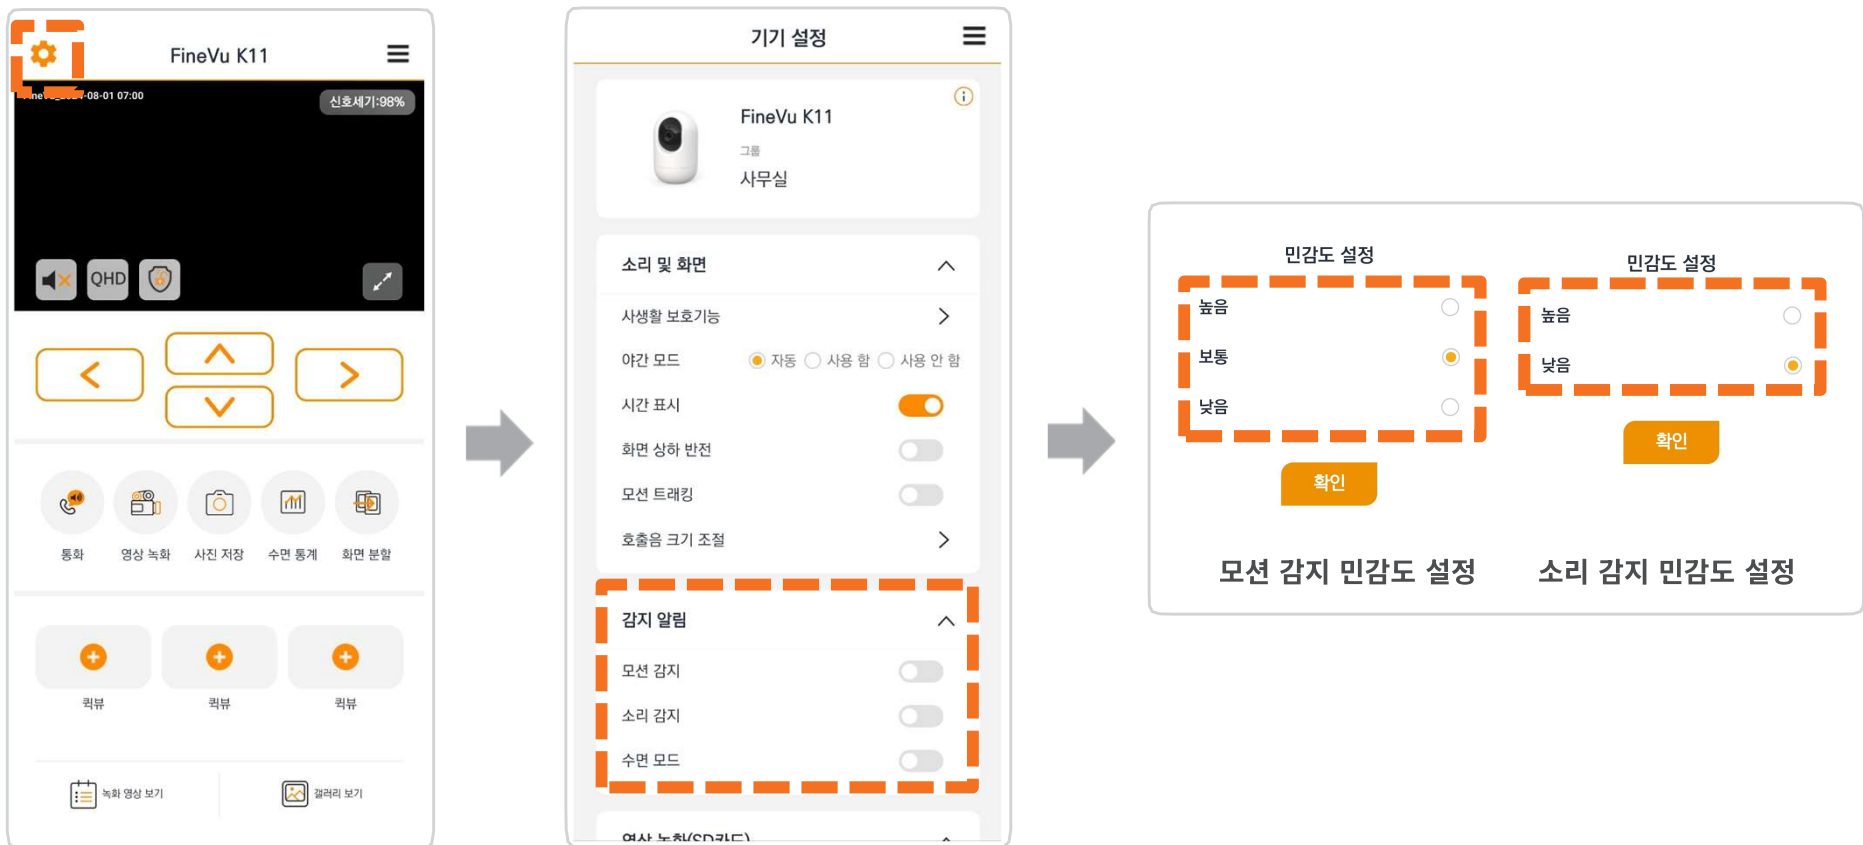 FineVu K11
08-01 07:00
신호세기:98%
QHD
통화
영상 녹화
사진 저장
수면 통계
화면 분할
퀵뷰
퀵뷰
퀵뷰
녹화 영상 보기
갤러리 보기
기기 설정
FineVu K11
그룹
사무실
소리 및 화면
사생활 보호기능
야간 모드 자동 사용 함 사용 안 함
시간 표시
화면 상하 반전
모션 트래킹
호출음 크기 조절
감지 알림
모션 감지
소리 감지
수면 모드
영상 녹화(SD카드)
민감도 설정
높음
보통
낮음
확인
모션 감지 민감도 설정
민감도 설정
높음
낮음
확인
소리 감지 민감도 설정